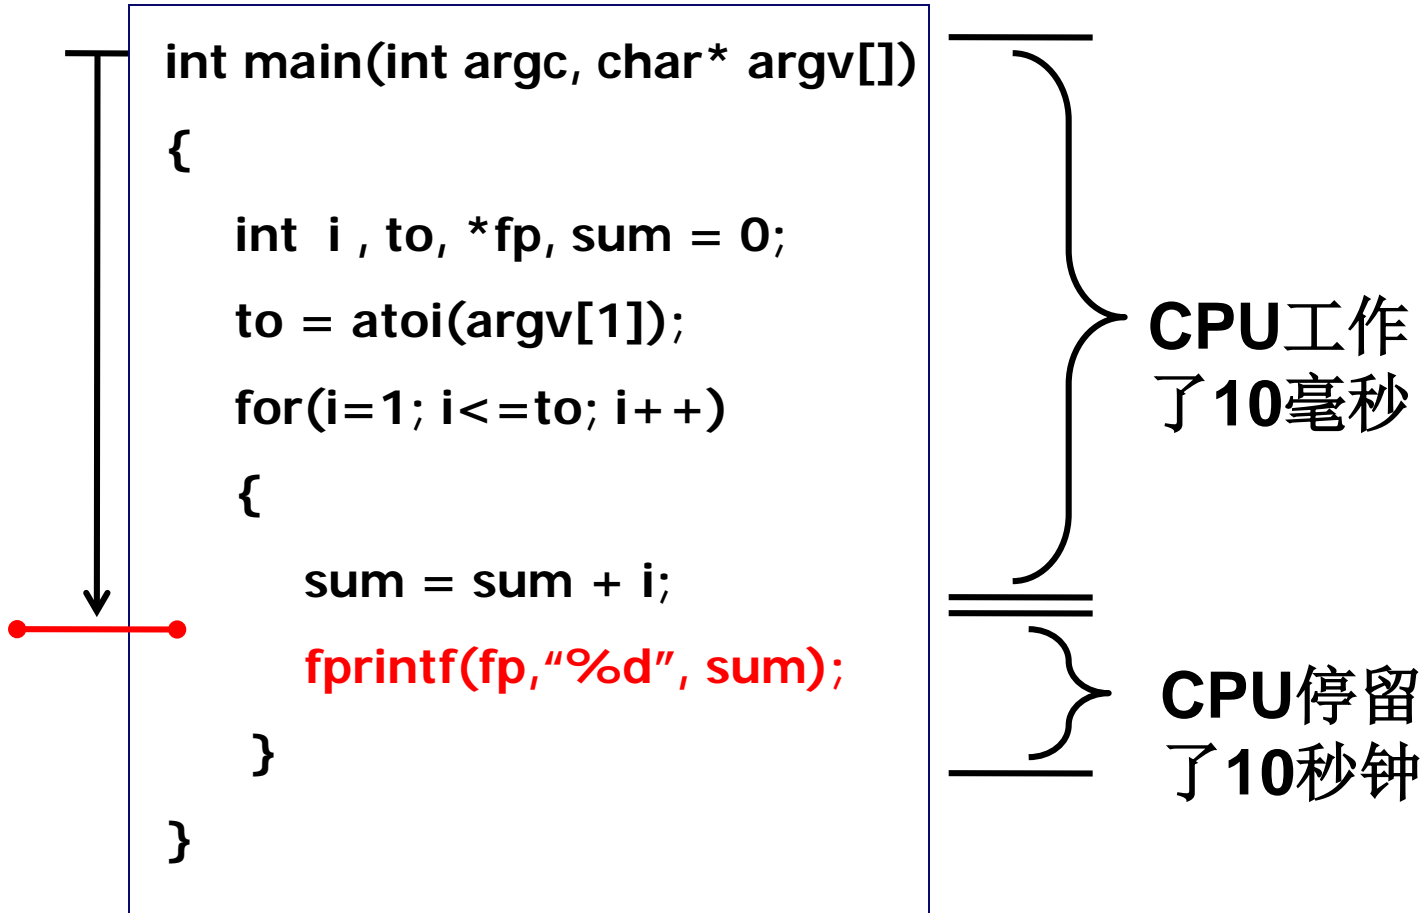 int main(int argc, char* argv[])
{
int i , to, *fp, sum = 0;
to = atoi(argv[1]);
for(i=1; i<=to; i++)
{
sum = sum + i;
fprintf(fp,“%d”, sum);
}
}
CPU工作
了10毫秒
CPU停留
了10秒钟